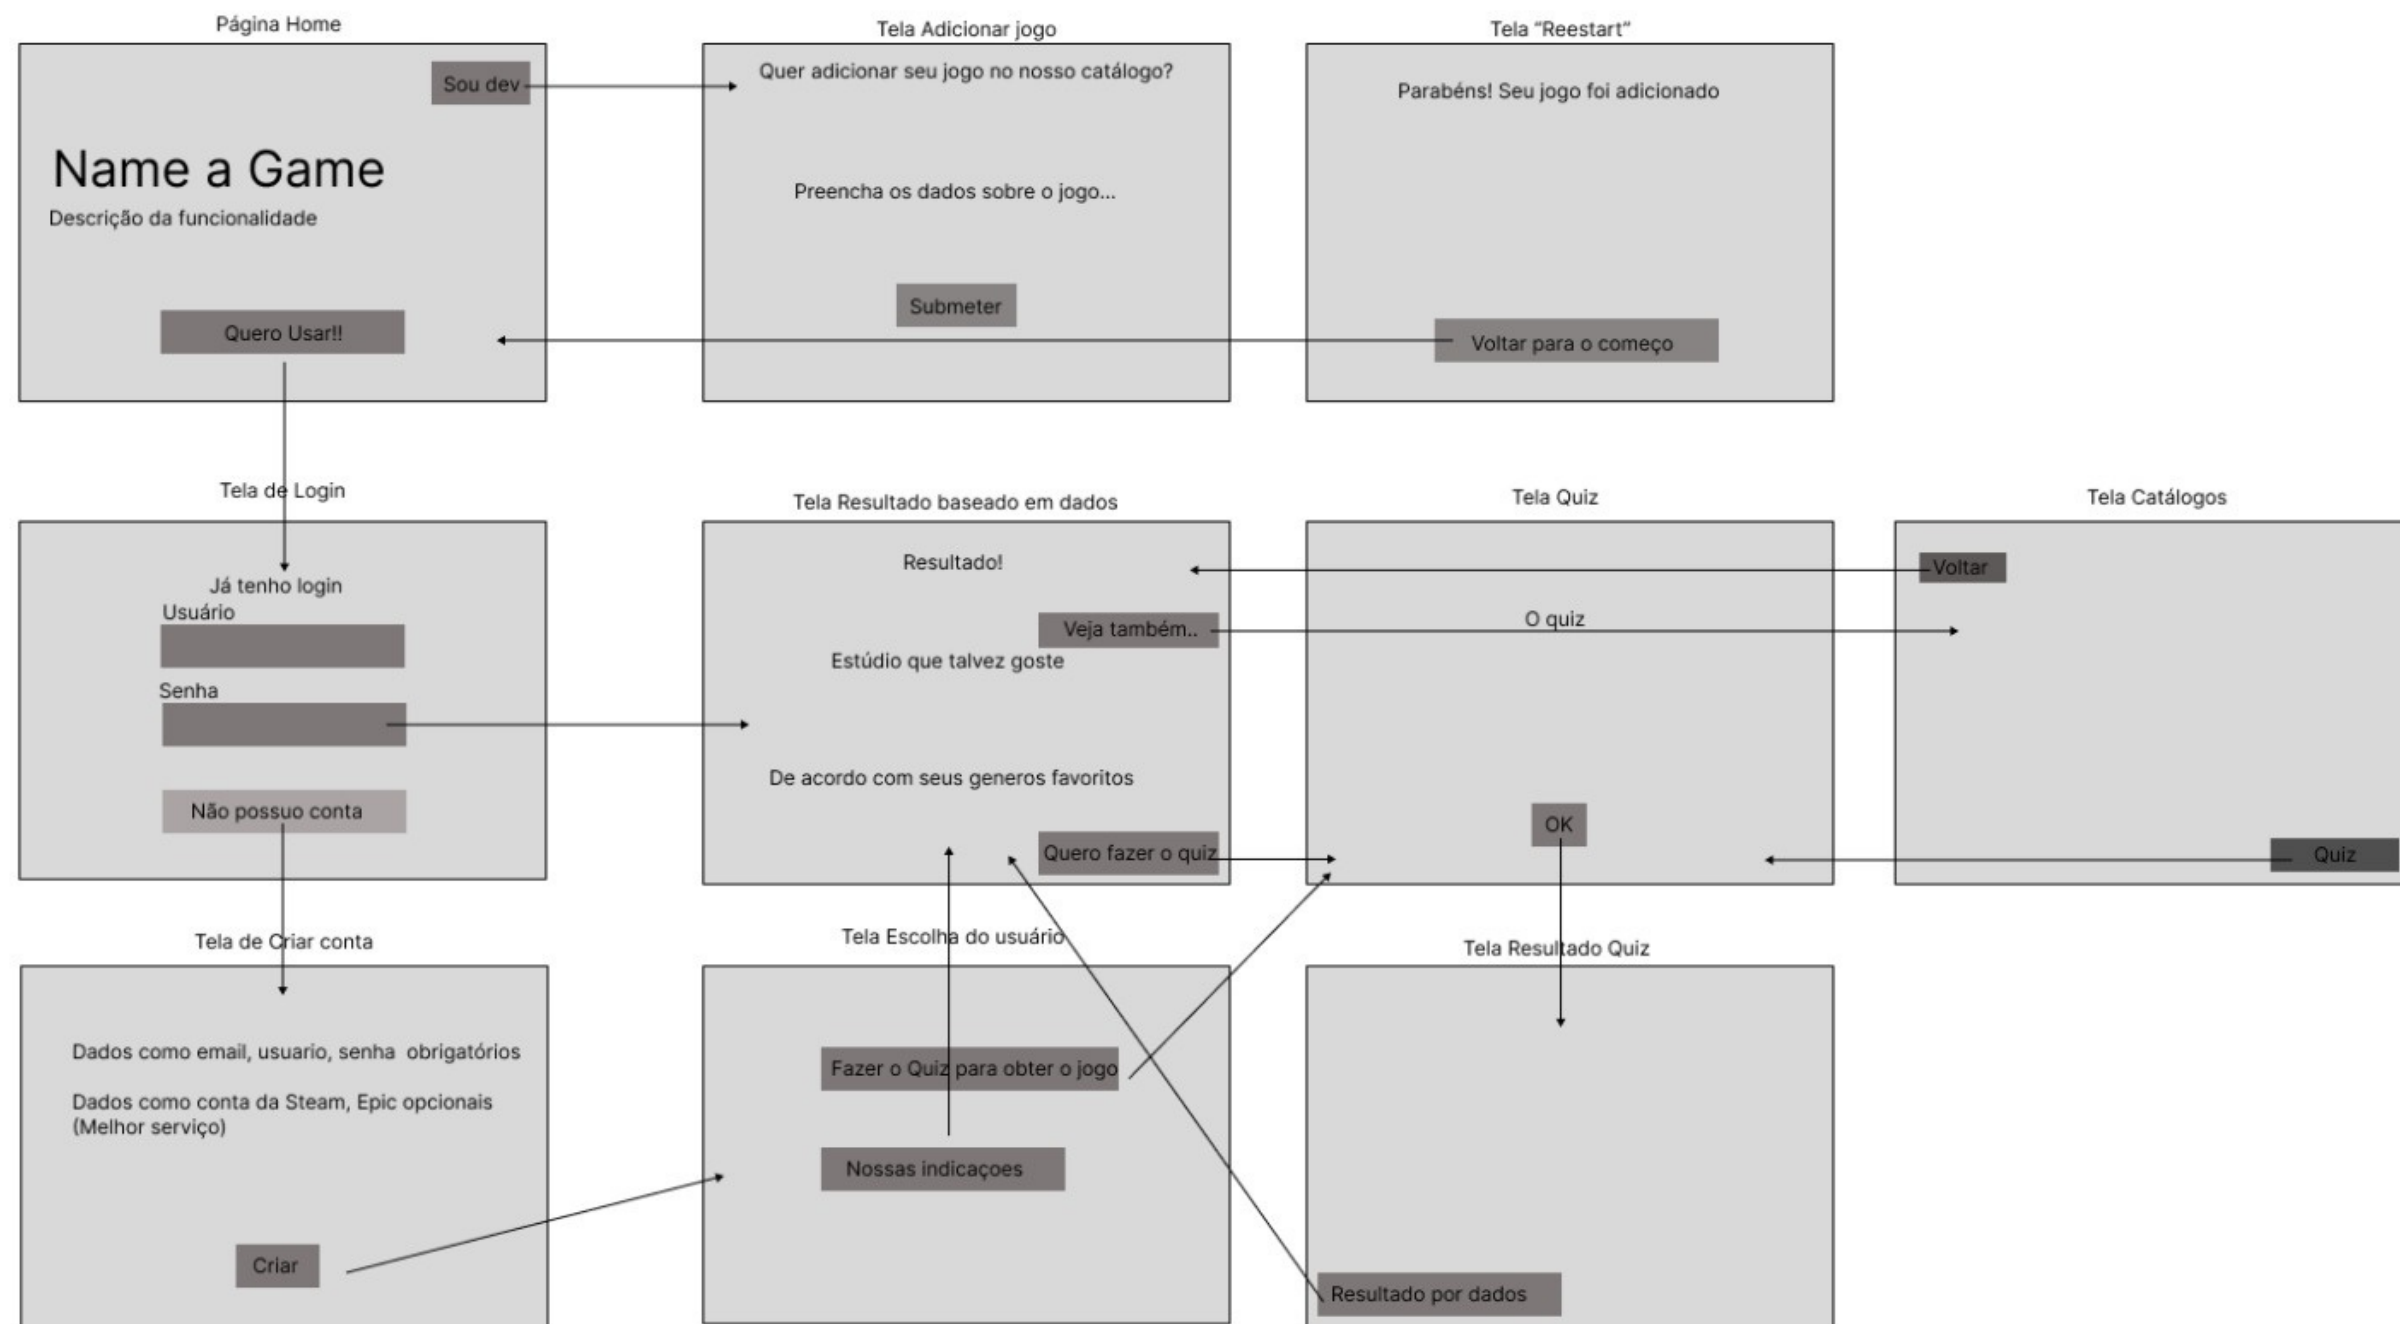 Página Home
Sou dev
Name a Game
Descrição da funcionalidade
Quero Usar!!
Tela Adicionar jogo
Quer adicionar seu jogo no nosso catálogo?
Preencha os dados sobre o jogo...
Submeter
Tela “Reestart”
Parabéns! Seu jogo foi adicionado
Voltar para o começo
Tela de Login
Já tenho login
Usuário
Senha
Não possuo conta
Tela Resultado baseado em dados
Resultado!
Veja também..
Estúdio que talvez goste
De acordo com seus generos favoritos
Quero fazer o quiz
Tela Quiz
O quiz
OK
Tela Catálogos
Voltar
Quiz
Tela de Criar conta
Dados como email, usuario, senha obrigatórios
Dados como conta da Steam, Epic opcionais
(Melhor serviço)
Criar
Tela Escolha do usuário
Fazer o Quiz para obter o jogo
Nossas indicaçoes
Tela Resultado Quiz
Resultado por dados